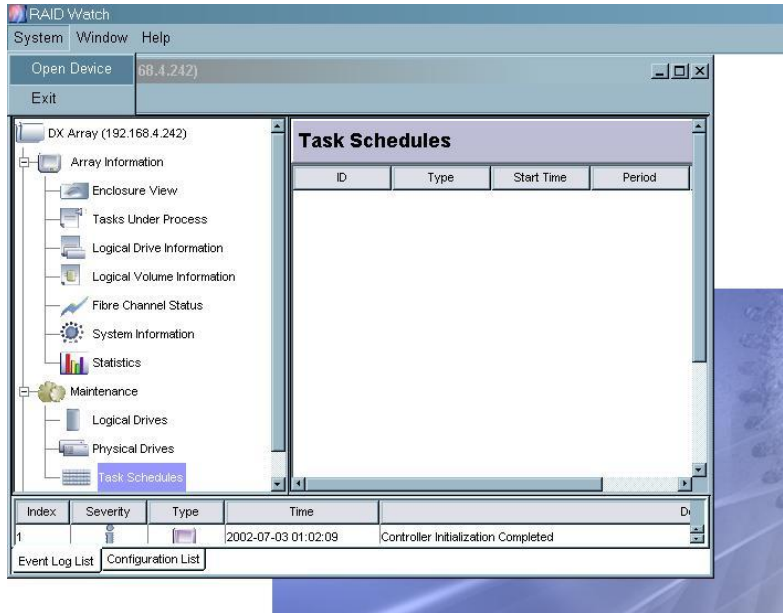 RAID Watch
System Window Help
Open Device
68.4.242)
Exit
DX Array (192.168.4.242)
Array Information
Enclosure View
Tasks Under Process
Logical Drive Information
Logical Volume Information
Fibre Channel Status
System Information
Statistics
Maintenance
Logical Drives
Physical Drives
Task Schedules
Task Schedules
ID Type Start Time Period
Index Severity Type Time
1 2002-07-03 01:02:09 Controller Initialization Completed
Event Log List Configuration List